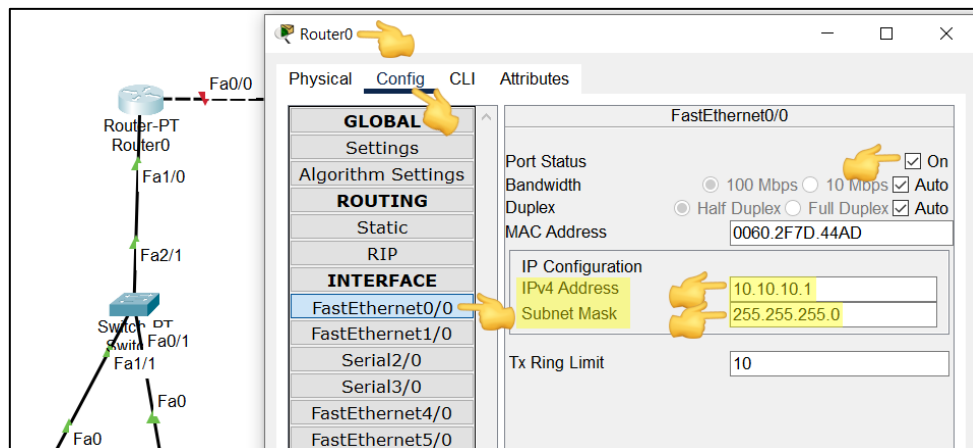 Fa0/0
Router-PT
Router0
Fa1/0
Fa2/1
Fa0/1
Fa1/1
Fa0
Fa0
Router0
Physical Config CLI Attributes
GLOBAL
Settings
Algorithm Settings
ROUTING
Static
RIP
INTERFACE
FastEthernet0/0
FastEthernet1/0
Serial2/0
Serial3/0
FastEthernet4/0
FastEthernet5/0
FastEthernet0/0
Port Status On
Bandwidth 100 Mbps 10 Mbps Auto
Duplex Half Duplex Full Duplex Auto
MAC Address 0060.2F7D.44AD
IP Configuration
IPv4 Address 10.10.10.1
Subnet Mask 255.255.255.0
Tx Ring Limit 10